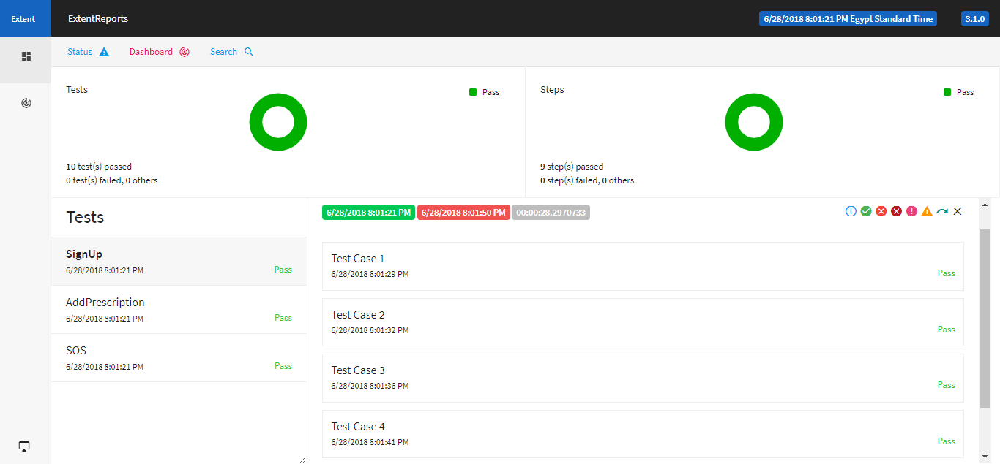 Extent
ExtentReports
6/28/2018 8:01:21 PM Egypt Standard Time
3.1.0
Status
Dashboard
Search
Tests
Pass
10 test(s) passed
0 test(s) failed, 0 others
Steps
Pass
9 step(s) passed
0 step(s) failed, 0 others
Tests
SignUp
6/28/2018 8:01:21 PM
Pass
AddPrescription
6/28/2018 8:01:21 PM
Pass
SOS
6/28/2018 8:01:21 PM
Pass
6/28/2018 8:01:21 PM 6/28/2018 8:01:50 PM 00:00:28.2970733
Test Case 1
6/28/2018 8:01:29 PM
Pass
Test Case 2
6/28/2018 8:01:32 PM
Pass
Test Case 3
6/28/2018 8:01:36 PM
Pass
Test Case 4
6/28/2018 8:01:41 PM
Pass